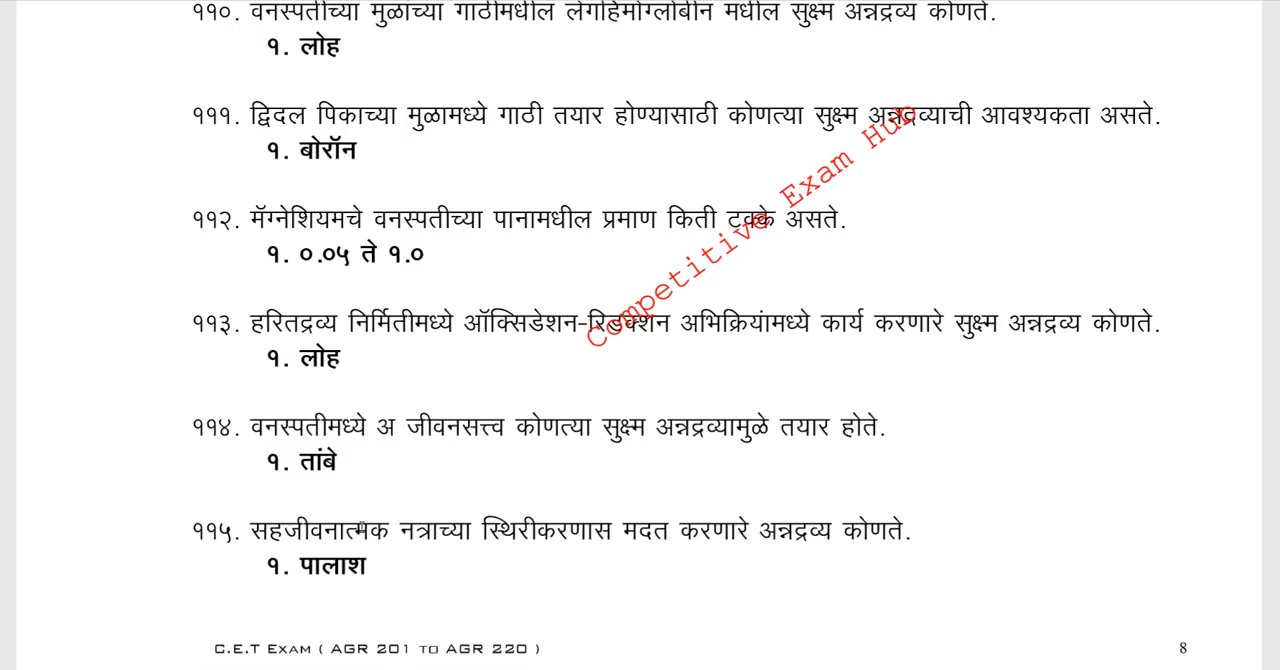 ११०. वनस्पतीच्या मुळांच्या गाठीमधील लेगहिमोग्लोबीन मधील सुक्ष्म अन्नद्रव्य कोणते.
१. लोह
१११. द्विदल पिकाच्या मुळामध्ये गाठी तयार होण्यासाठी कोणत्या सुक्ष्म अन्नद्रव्याची आवश्यकता असते.
१. बोरॉन
११२. मॅग्नेशियमचे वनस्पतीच्या पानामधील प्रमाण किती टक्के असते.
१. ०.०५ ते १.०
११३. हरितद्रव्य निर्मितीमध्ये ऑक्सिडेशन-रिडक्शन अभिक्रियांमध्ये कार्य करणारे सुक्ष्म अन्नद्रव्य कोणते.
१. लोह
११४. वनस्पतीमध्ये अ जीवनसत्त्व कोणत्या सुक्ष्म अन्नद्रव्यामुळे तयार होते.
१. तांबे
११५. सहजीवनात्मक नत्राच्या स्थिरीकरणास मदत करणारे अन्नद्रव्य कोणते.
१. पालाश
Competitive Exam Hub
C.E.T EXAM ( AGR 201 TO AGR 220 )
8